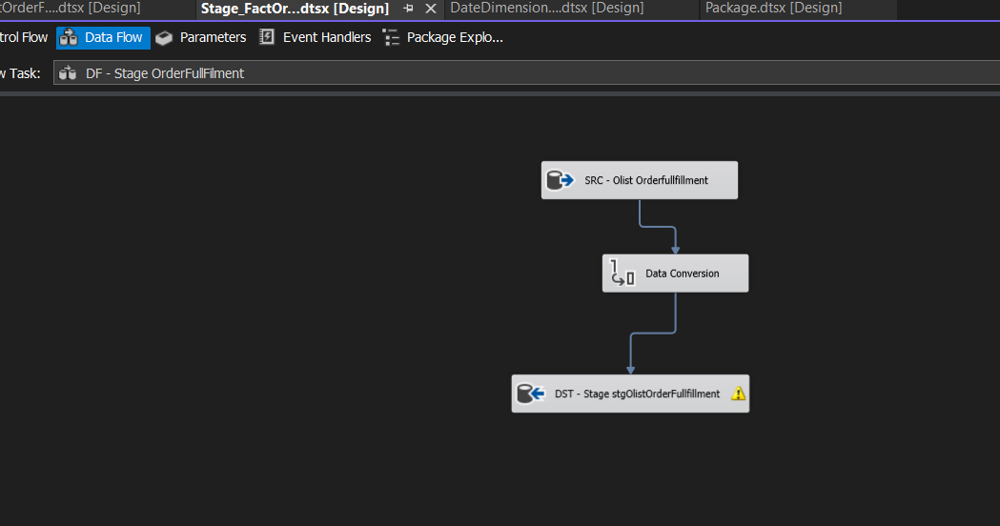 tOrderF....dtsx [Design]
Stage_FactOr...dtsx [Design]
DateDimension....dtsx [Design]
Package.dtsx [Design]
trol Flow
Data Flow
Parameters
Event Handlers
Package Explo...
w Task:
DF - Stage OrderFullFilment
SRC - Olist Orderfullfillment
Data Conversion
DST - Stage stgOlistOrderFullfillment